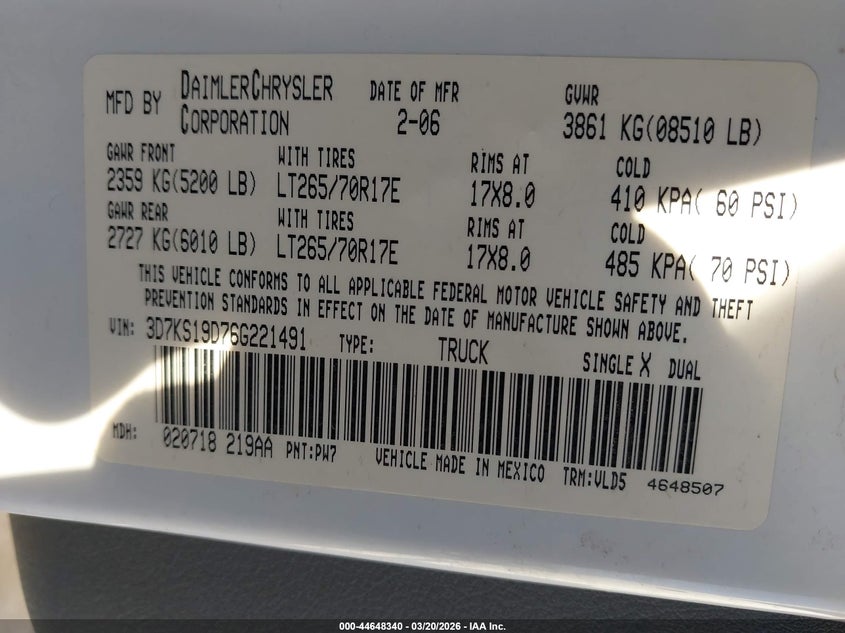 MFD BY DAIMLERCHRYSLER CORPORATION DATE OF MFR 2-06 GVWR 3861 KG(08510 LB)
GAWR FRONT WITH TIRES RIMS AT COLD
2359 KG(5200 LB) LT265/70R17E 17X8.0 410 KPA( 60 PSI)
GAWR REAR WITH TIRES RIMS AT COLD
2727 KG(6010 LB) LT265/70R17E 17X8.0 485 KPA( 70 PSI)
THIS VEHICLE CONFORMS TO ALL APPLICABLE FEDERAL MOTOR VEHICLE SAFETY AND THEFT
PREVENTION STANDARDS IN EFFECT ON THE DATE OF MANUFACTURE SHOWN ABOVE.
VIN: 3D7KS19D76G221491 TYPE: TRUCK SINGLE X DUAL
MDH: 020718 219AA PNT:PW7 VEHICLE MADE IN MEXICO TRM:VLD5 4648507
000-44648340 - 03/20/2026 - IAA Inc.